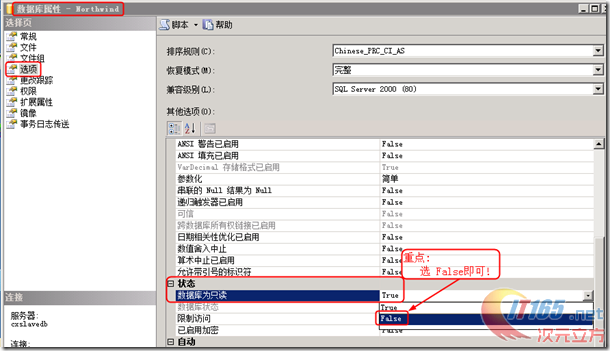 数据库属性 - Northwind
选择页
常规
文件
文件组
选项
更改跟踪
权限
扩展属性
镜像
事务日志传送
脚本
帮助
排序规则(C):
Chinese_PRC_CI_AS
恢复模式(M):
完整
兼容级别(L):
SQL Server 2000 (80)
其他选项(O):
ANSI 警告已启用 False
ANSI 填充已启用 False
VarDecimal 存储格式已启用 True
参数化 简单
串联的 Null 结果为 Null False
递归触发器已启用 False
可信 False
跨数据库所有权链接已启用 False
日期相关性优化已启用 False
数值舍入中止 False
算术中止已启用 False
允许带引号的标识符 False
状态
数据库为只读 True
数据库状态 True
限制访问 False
已启用加密 False
自动
重点:
选 False即可!
连接
服务器:
cxslavedb
连接:
IT165.net
次元立方